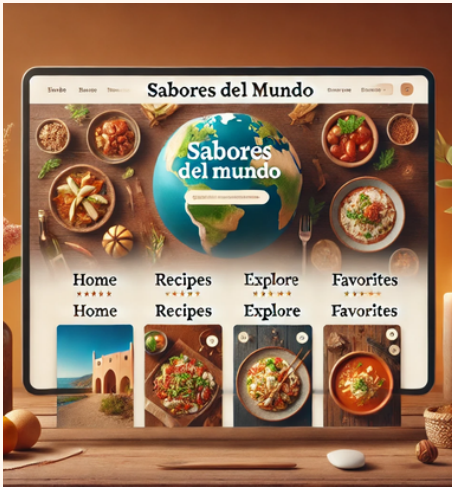 Sabores del Mundo
Sabores
del mundo
Home Recipes Explore Favorites
Home Recipes Explore Favorites